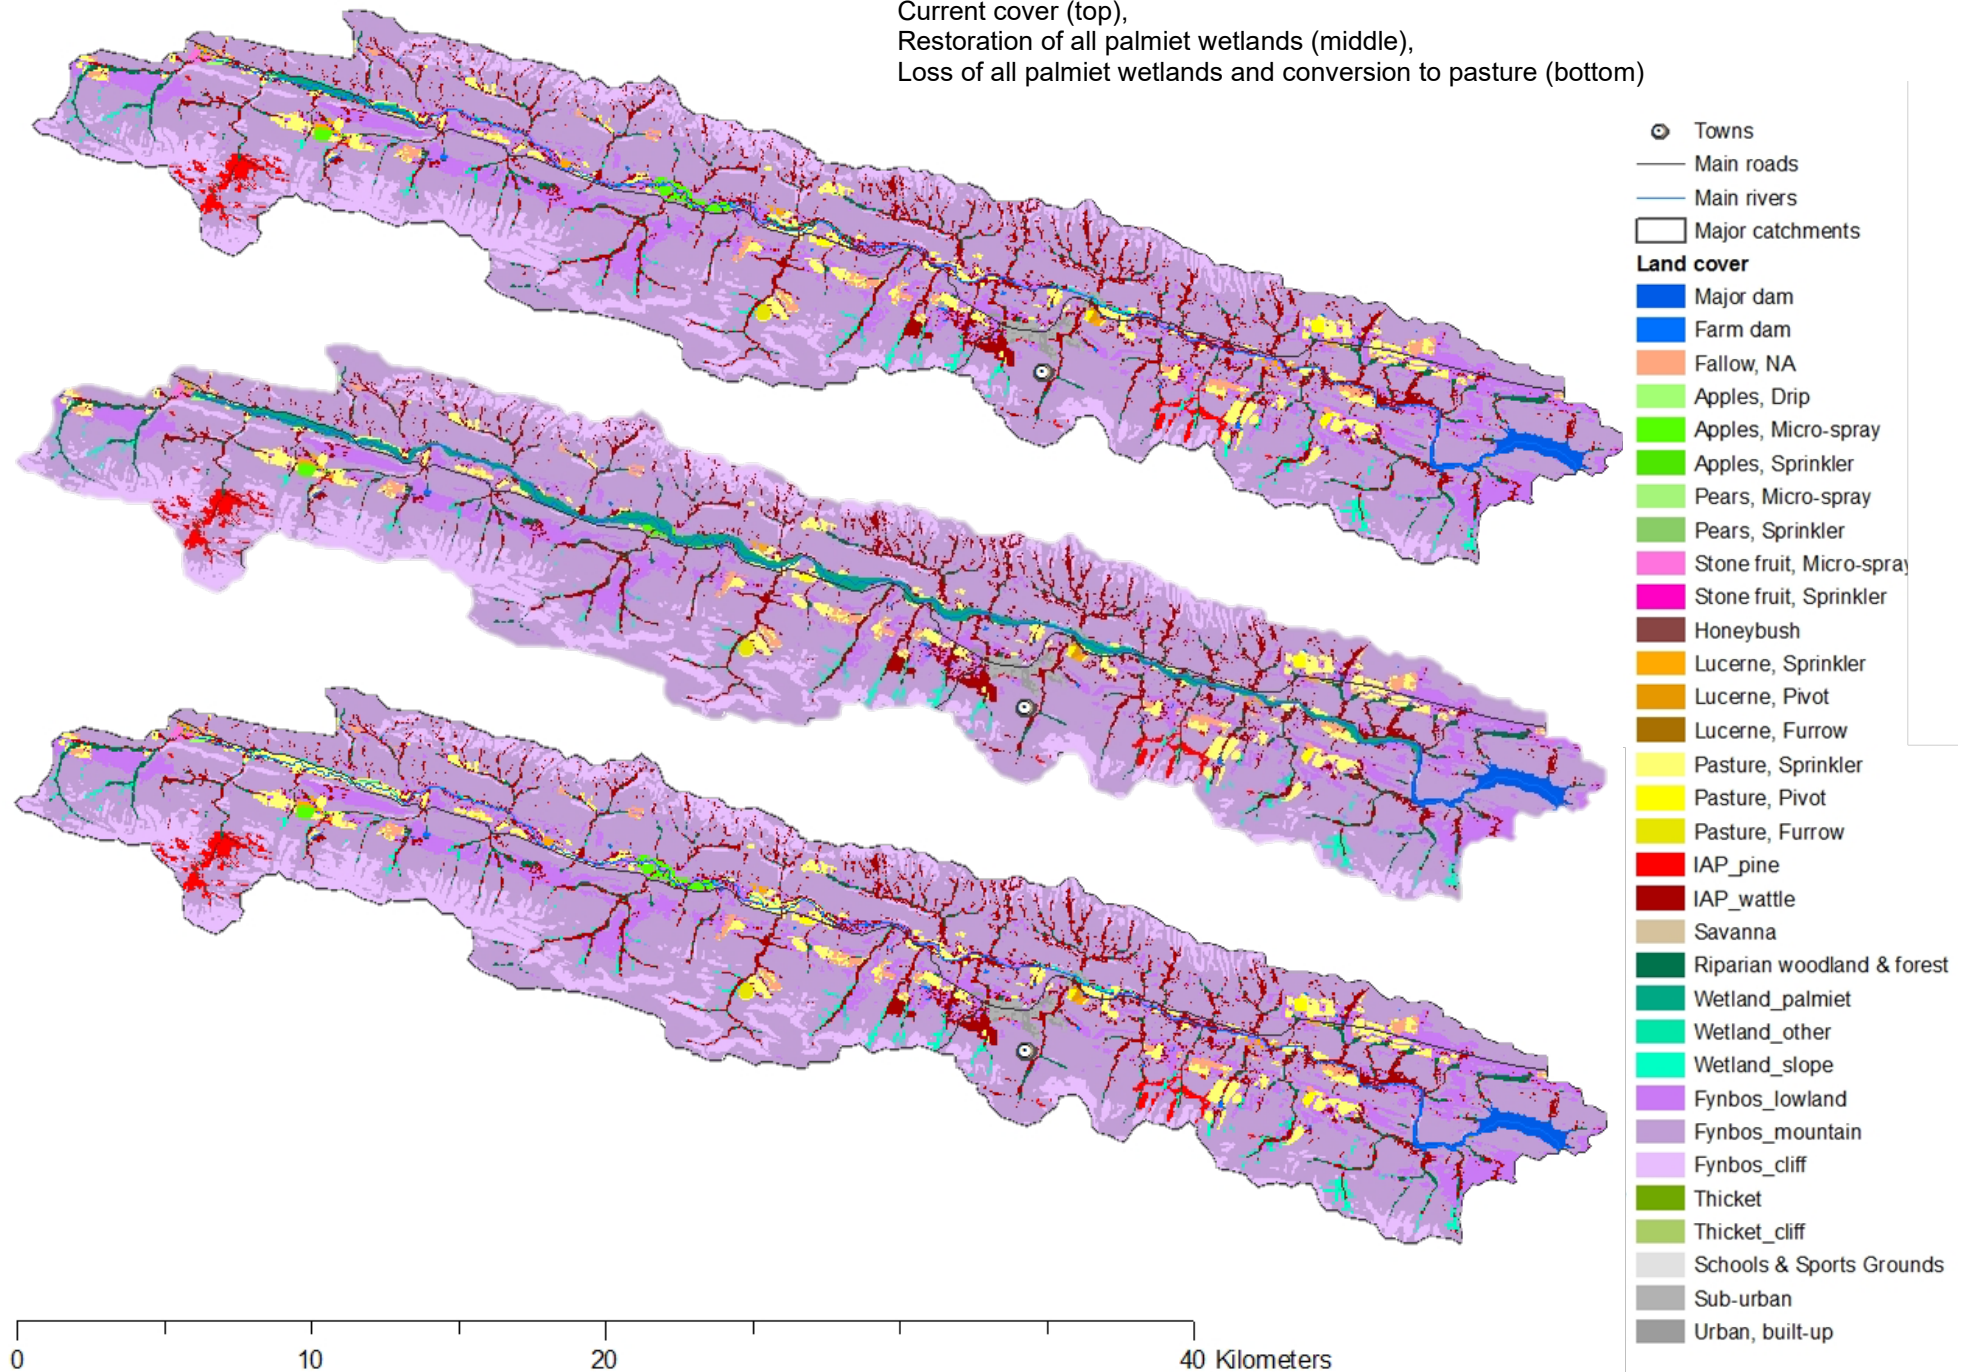 Current cover (top),
Restoration of all palmiet wetlands (middle),
Loss of all palmiet wetlands and conversion to pasture (bottom)
Towns
Main roads
Main rivers
Major catchments
Land cover
Major dam
Farm dam
Fallow, NA
Apples, Drip
Apples, Micro-spray
Apples, Sprinkler
Pears, Micro-spray
Pears, Sprinkler
Stone fruit, Micro-spray
Stone fruit, Sprinkler
Honeybush
Lucerne, Sprinkler
Lucerne, Pivot
Lucerne, Furrow
Pasture, Sprinkler
Pasture, Pivot
Pasture, Furrow
IAP_pine
IAP_wattle
Savanna
Riparian woodland & forest
Wetland_palmiet
Wetland_other
Wetland_slope
Fynbos_lowland
Fynbos_mountain
Fynbos_cliff
Thicket
Thicket_cliff
Schools & Sports Grounds
Sub-urban
Urban, built-up
0 10 20 40 Kilometers